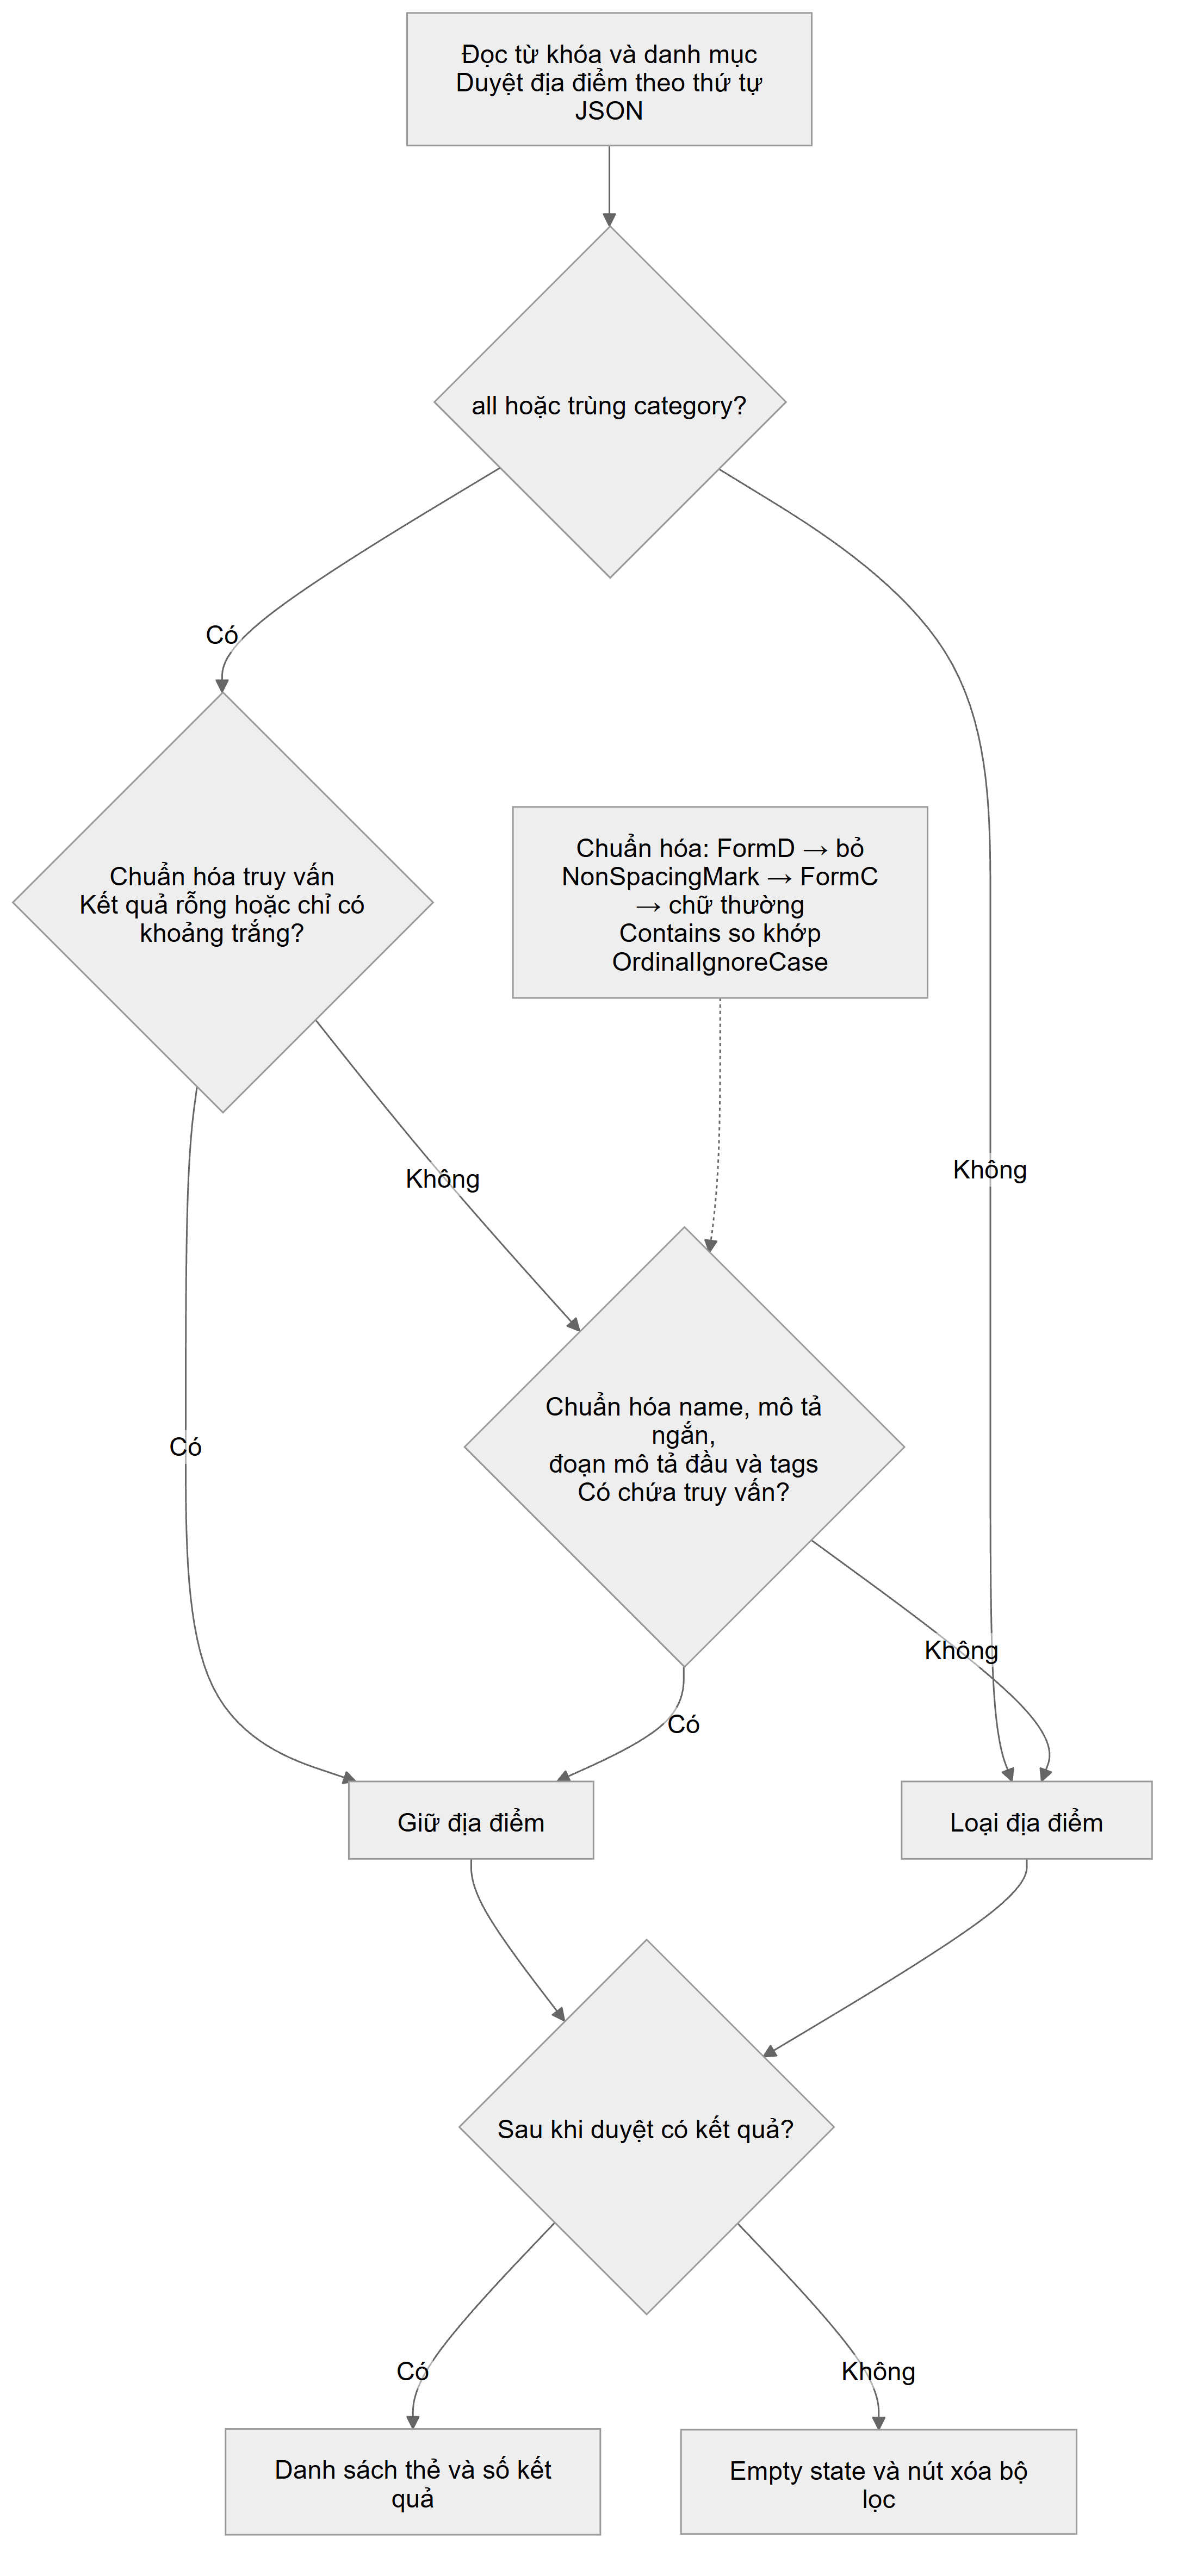 Đọc từ khóa và danh mục
Duyệt địa điểm theo thứ tự
JSON
all hoặc trùng category?
Có
Chuẩn hóa truy vấn
Kết quả rỗng hoặc chỉ có
khoảng trắng?
Chuẩn hóa: FormD → bỏ
NonSpacingMark → FormC
→ chữ thường
Contains so khớp
OrdinalIgnoreCase
Không
Không
Chuẩn hóa name, mô tả
ngắn,
đoạn mô tả đầu và tags
Có chứa truy vấn?
Có
Không
Có
Giữ địa điểm
Loại địa điểm
Sau khi duyệt có kết quả?
Có
Không
Danh sách thẻ và số kết
quả
Empty state và nút xóa bộ
lọc